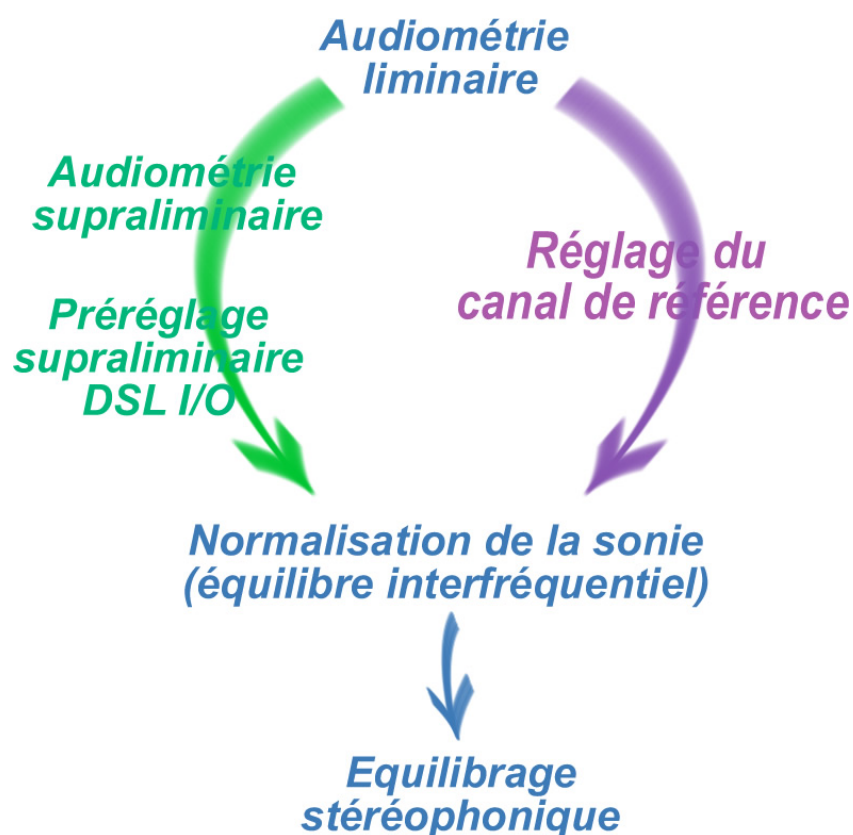 Audiométrie
liminaire
Audiométrie
supraliminaire
Préréglage
supraliminaire
DSL I/O
Réglage du
canal de référence
Normalisation de la sonie
(équilibre interfréquentiel)
Equilibrage
stéréophonique